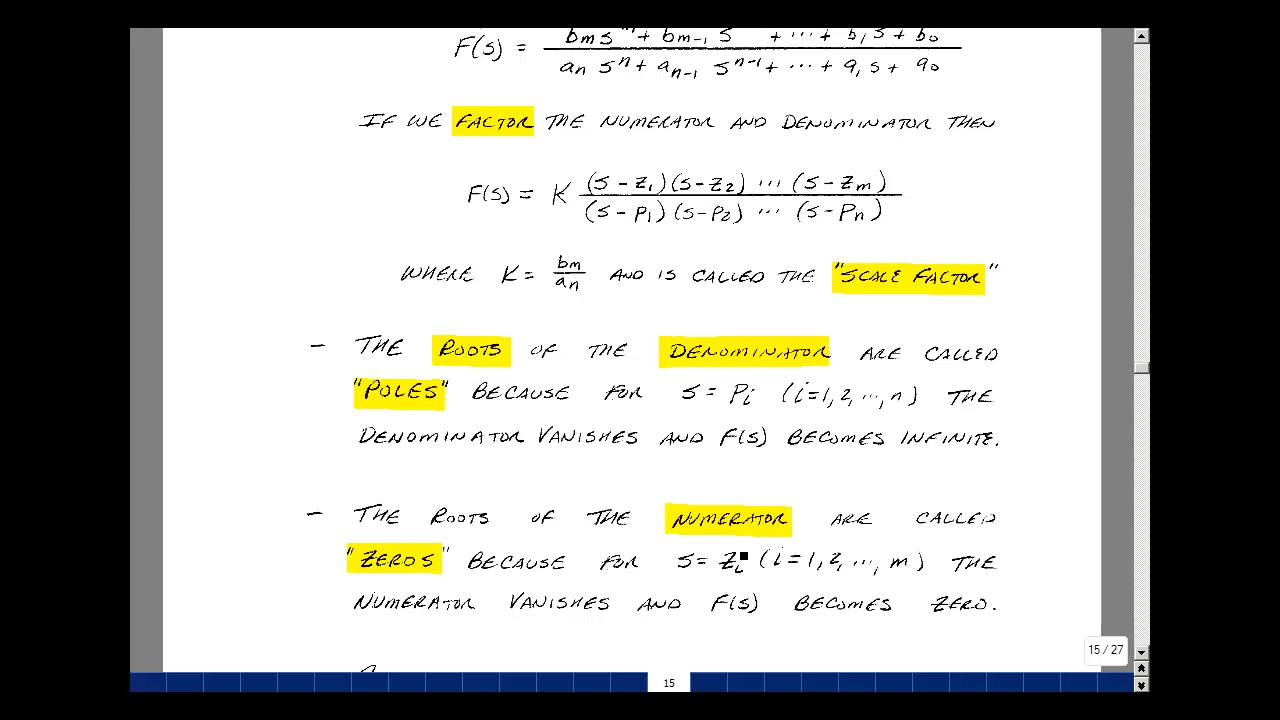 F(s) = (bm s^m + bm-1 s + ... + b1 s + b0) / (an s^n + an-1 s^n-1 + ... + a1 s + a0)
IF WE FACTOR THE NUMERATOR AND DENOMINATOR THEN
F(s) = K (s - z1)(s - z2) ... (s - zm) / (s - p1)(s - p2) ... (s - pn)
WHERE K = bm/an AND IS CALLED THE "SCALE FACTOR"
- THE ROOTS OF THE DENOMINATOR ARE CALLED
"POLES" BECAUSE FOR s = pi (i=1,2,...,n) THE
DENOMINATOR VANISHES AND F(s) BECOMES INFINITE.
- THE ROOTS OF THE NUMERATOR ARE CALLED
"ZEROS" BECAUSE FOR s = zi (i=1,2,...,m) THE
NUMERATOR VANISHES AND F(s) BECOMES ZERO.
15 / 27
15